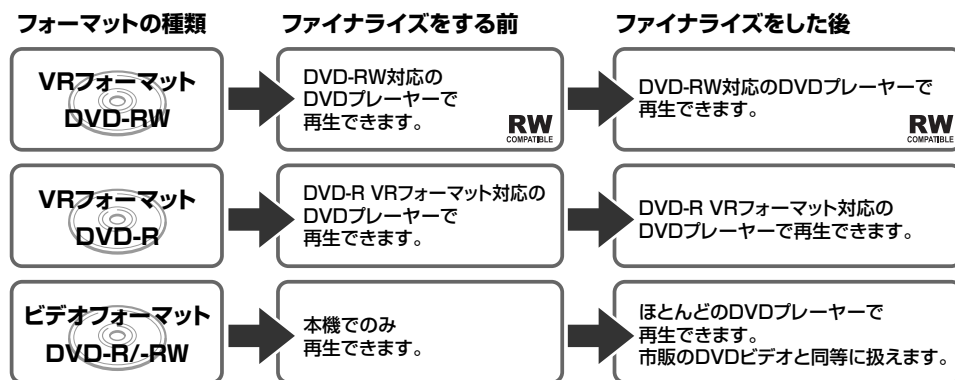 フォーマットの種類
ファイナライズをする前
ファイナライズをした後
VRフォーマット
DVD-RW
DVD-RW対応の
DVDプレーヤーで
再生できます。
RW
COMPATIBLE
DVD-RW対応のDVDプレーヤーで
再生できます。
RW
COMPATIBLE
VRフォーマット
DVD-R
DVD-R VRフォーマット対応の
DVDプレーヤーで
再生できます。
DVD-R VRフォーマット対応の
DVDプレーヤーで再生できます。
ビデオフォーマット
DVD-R/-RW
本機でのみ
再生できます。
ほとんどのDVDプレーヤーで
再生できます。
市販のDVDビデオと同等に扱えます。